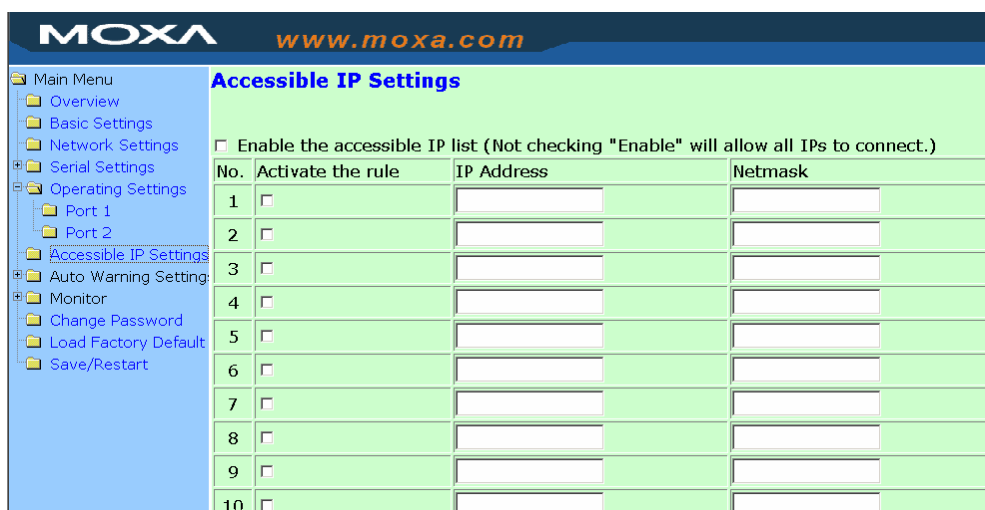 MOXA www.moxa.com
Main Menu
Overview
Basic Settings
Network Settings
Serial Settings
Operating Settings
Port 1
Port 2
Accessible IP Settings
Auto Warning Setting
Monitor
Change Password
Load Factory Default
Save/Restart
Accessible IP Settings
Enable the accessible IP list (Not checking "Enable" will allow all IPs to connect.)
No. Activate the rule IP Address Netmask
1
2
3
4
5
6
7
8
9
10